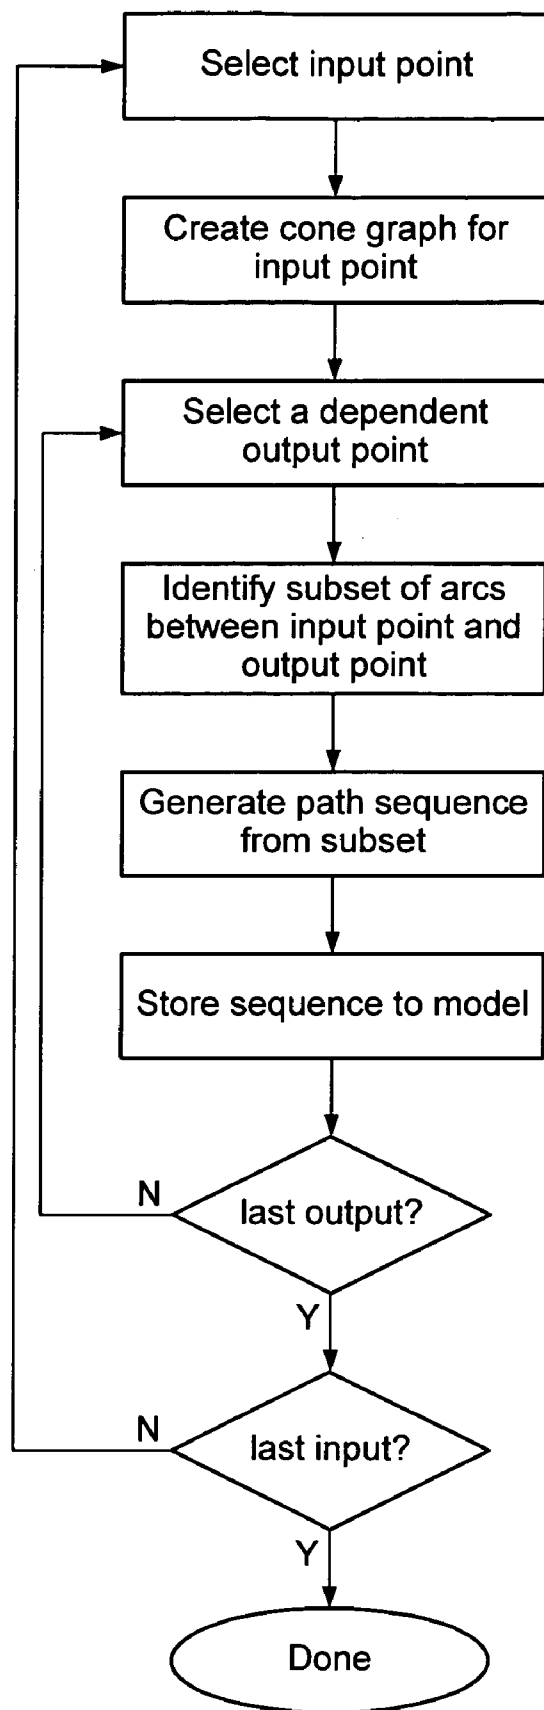 Select input point
Create cone graph for
input point
Select a dependent
output point
Identify subset of arcs
between input point and
output point
Generate path sequence
from subset
Store sequence to model
last output?
N
Y
last input?
N
Y
Done